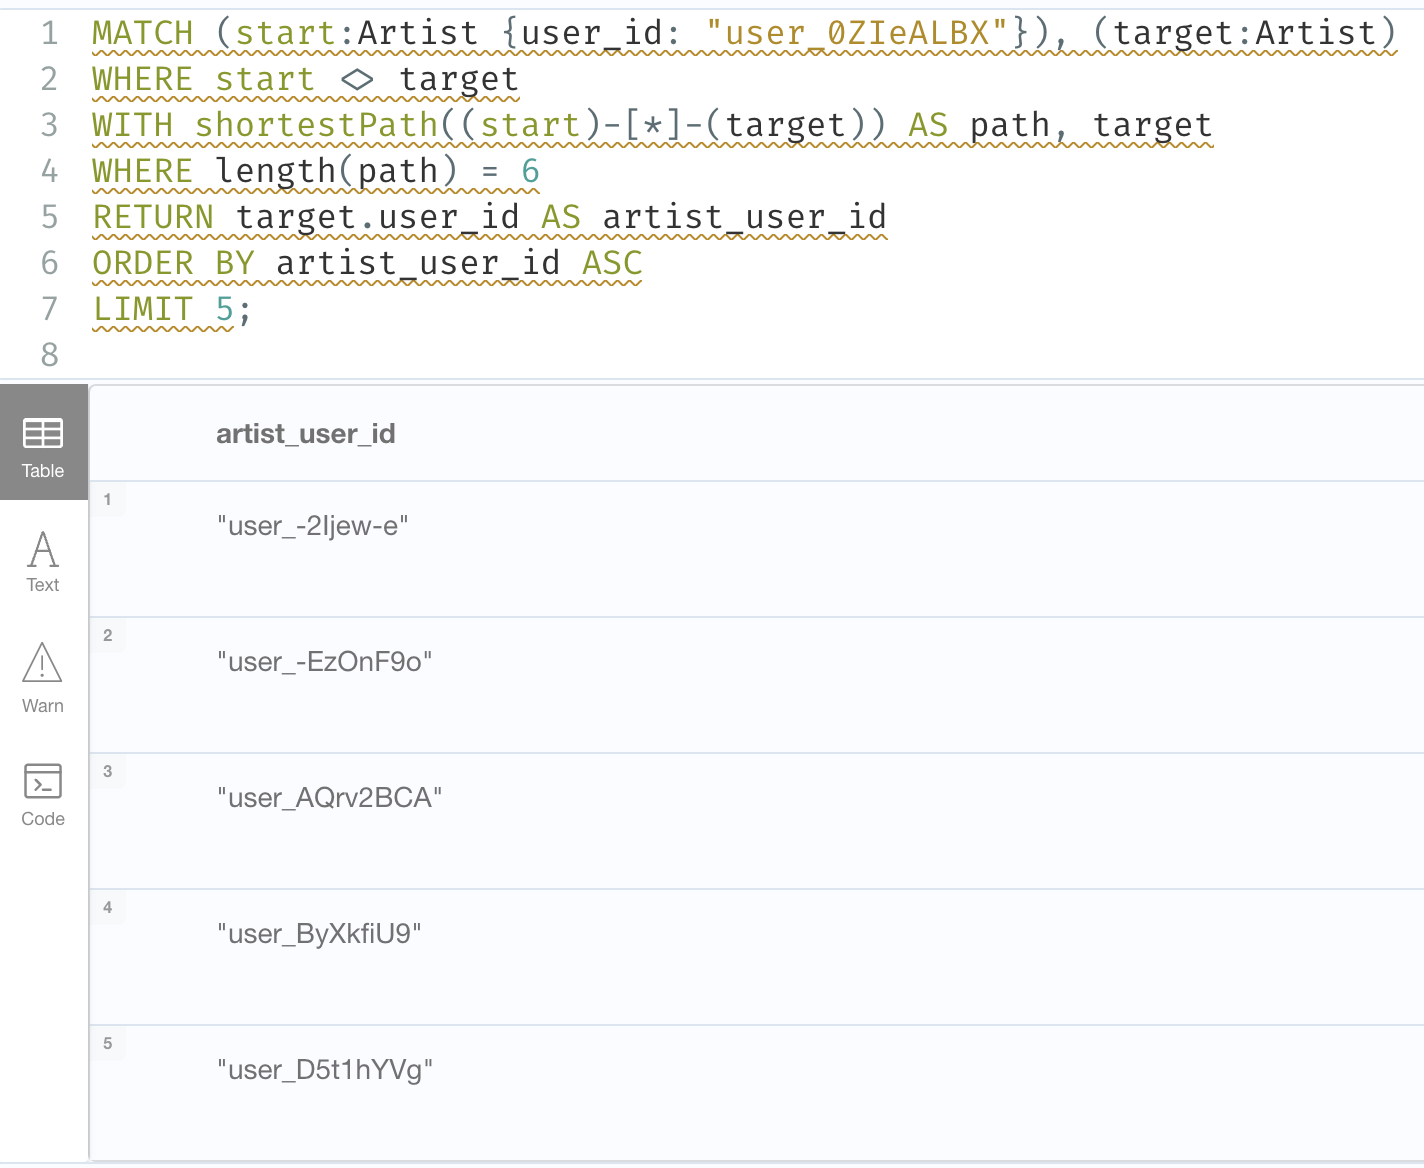 1 MATCH (start:Artist {user_id: "user_0ZIeALBX"}), (target:Artist)
2 WHERE start <> target
3 WITH shortestPath((start)-[*]-(target)) AS path, target
4 WHERE length(path) = 6
5 RETURN target.user_id AS artist_user_id
6 ORDER BY artist_user_id ASC
7 LIMIT 5;
8
Table
Text
Warn
Code
artist_user_id
1
"user_-2Ijew-e"
2
"user_-EzOnF9o"
3
"user_AQrv2BCA"
4
"user_ByXkfiU9"
5
"user_D5t1hYVg"